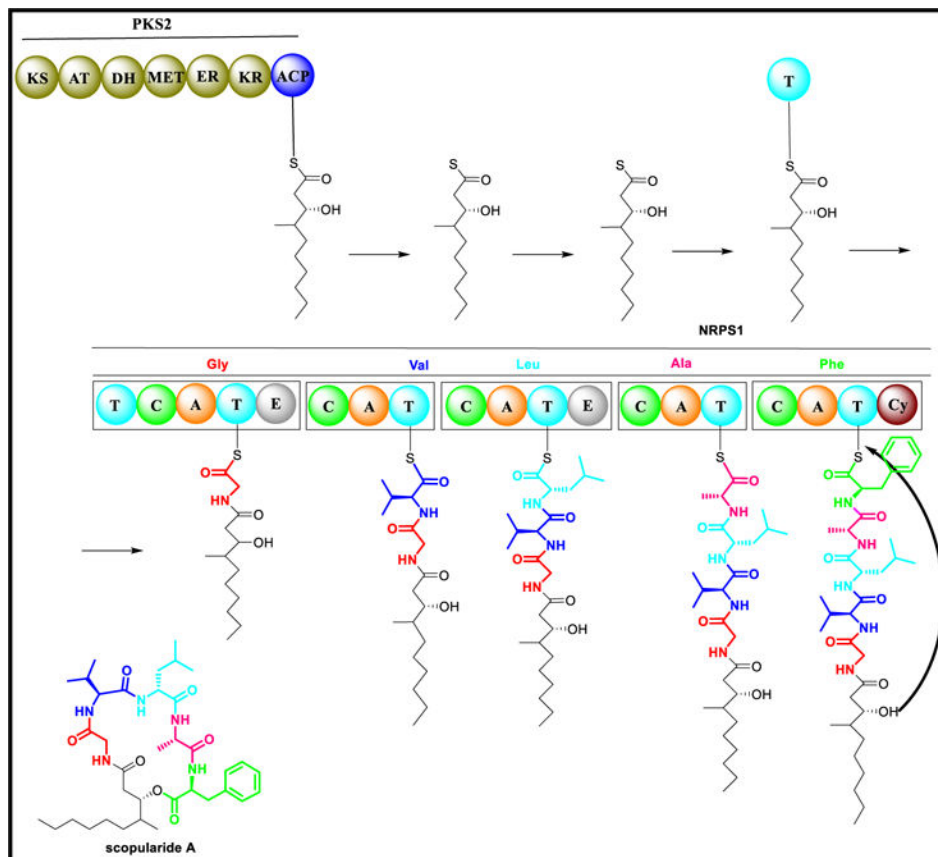 PKS2
KS AT DH MET ER KR ACP T
S S S S
O O O O
OH OH OH OH
NRPS1
Gly Val Leu Ala Phe
T C A T E C A T C A T E C A T C A T Cy
S S S S S
O O O O O
HN NH NH NH HN
O O O O O
OH HN NH NH NH
O O O O
OH HN NH HN
O O O
OH HN NH
O O
OH HN
O
OH
O O
NH HN O
O NH O
HN NH
O O
O
scopularide A